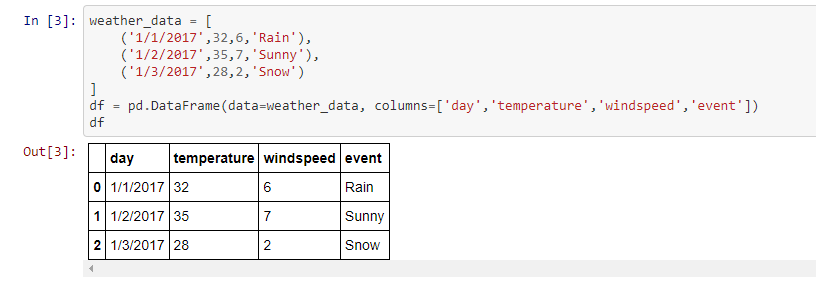 In [3]: weather_data = [
    ('1/1/2017',32,6,'Rain'),
    ('1/2/2017',35,7,'Sunny'),
    ('1/3/2017',28,2,'Snow')
]
df = pd.DataFrame(data=weather_data, columns=['day','temperature','windspeed','event'])
df
Out[3]:
day temperature windspeed event
0 1/1/2017 32 6 Rain
1 1/2/2017 35 7 Sunny
2 1/3/2017 28 2 Snow